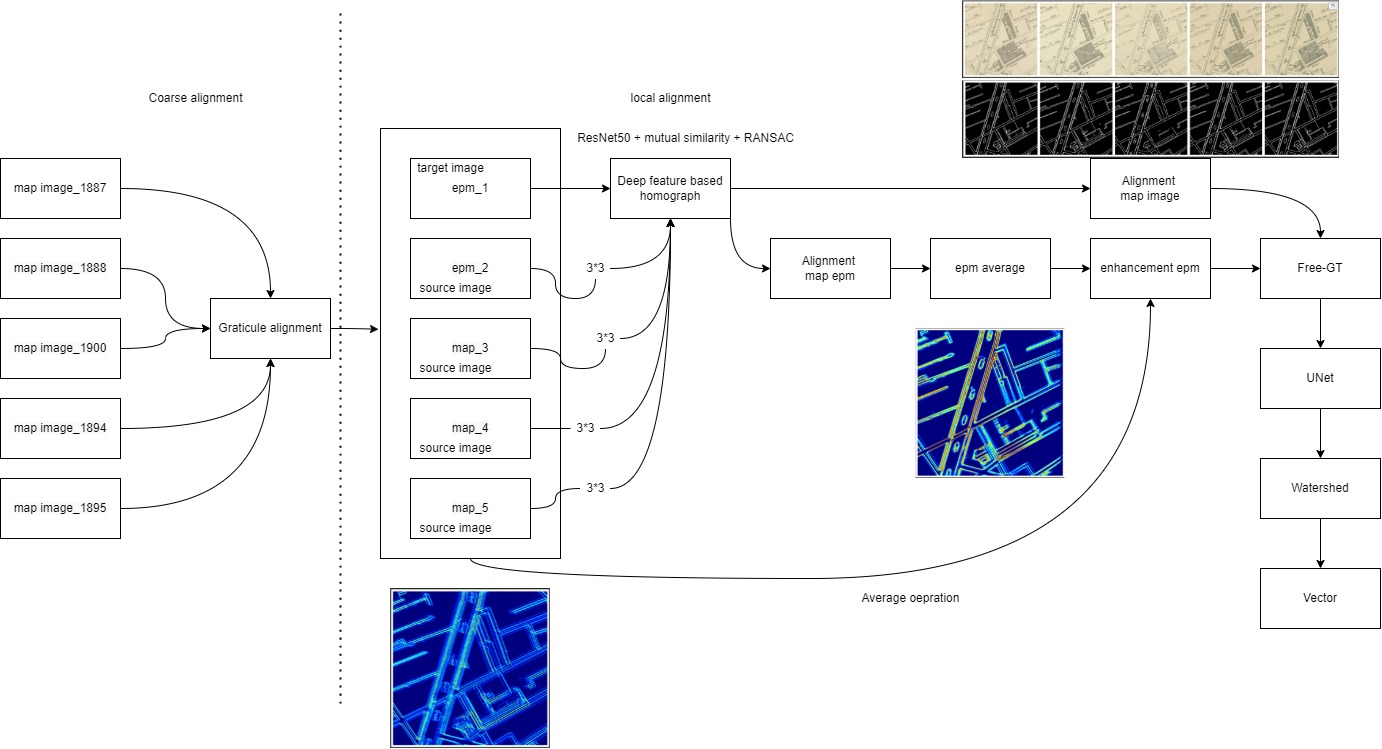 Coarse alignment
local alignment
ResNet50 + mutual similarity + RANSAC
map image_1887
map image_1888
map image_1900
map image_1894
map image_1895
Graticule alignment
target image
epm_1
epm_2
source image
map_3
source image
map_4
source image
map_5
source image
3*3
3*3
3*3
3*3
Deep feature based
homograph
Alignment
map image
Alignment
map epm
epm average
enhancement epm
Free-GT
UNet
Watershed
Vector
Average oepration